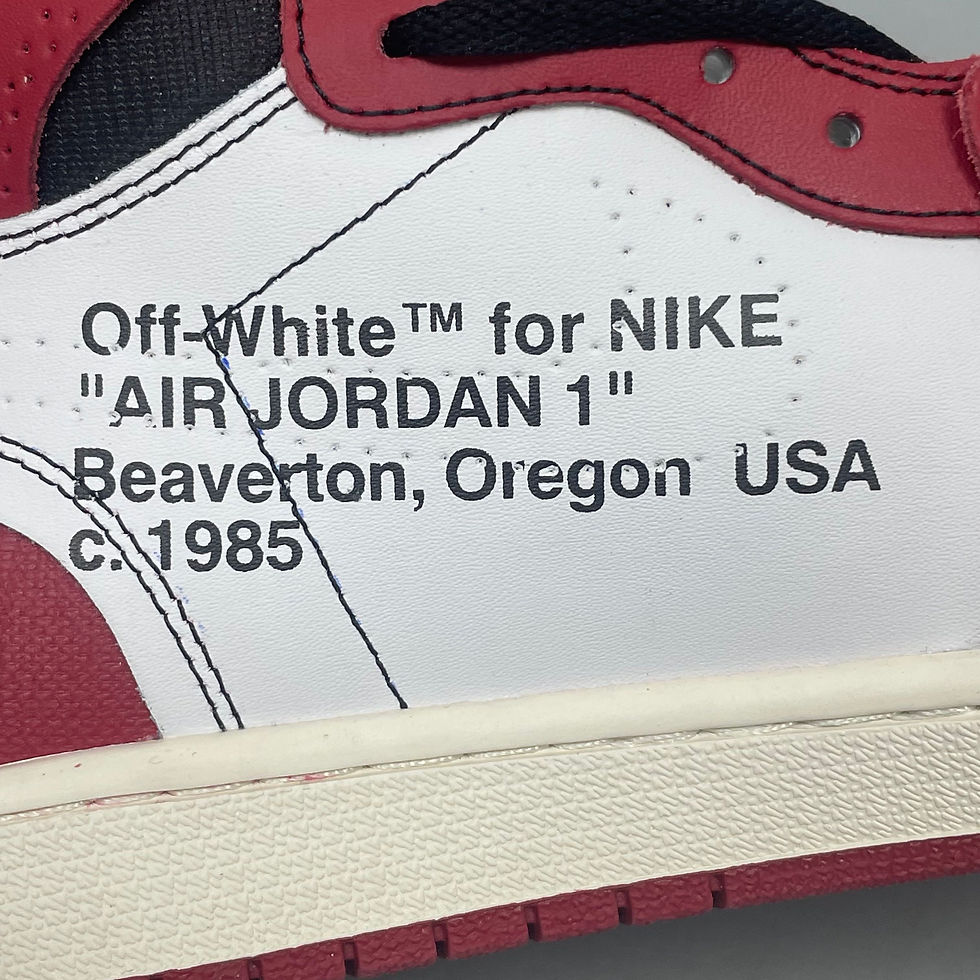 Off-White™ for NIKE
"AIR JORDAN 1"
Beaverton, Oregon  USA
c. 1985